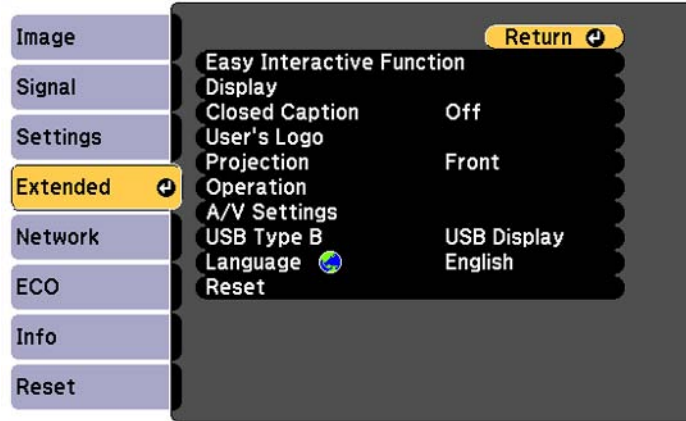 Image
Signal
Settings
Extended
Network
ECO
Info
Reset
Return
Easy Interactive Function
Display
Closed Caption Off
User's Logo
Projection Front
Operation
A/V Settings
USB Type B USB Display
Language English
Reset